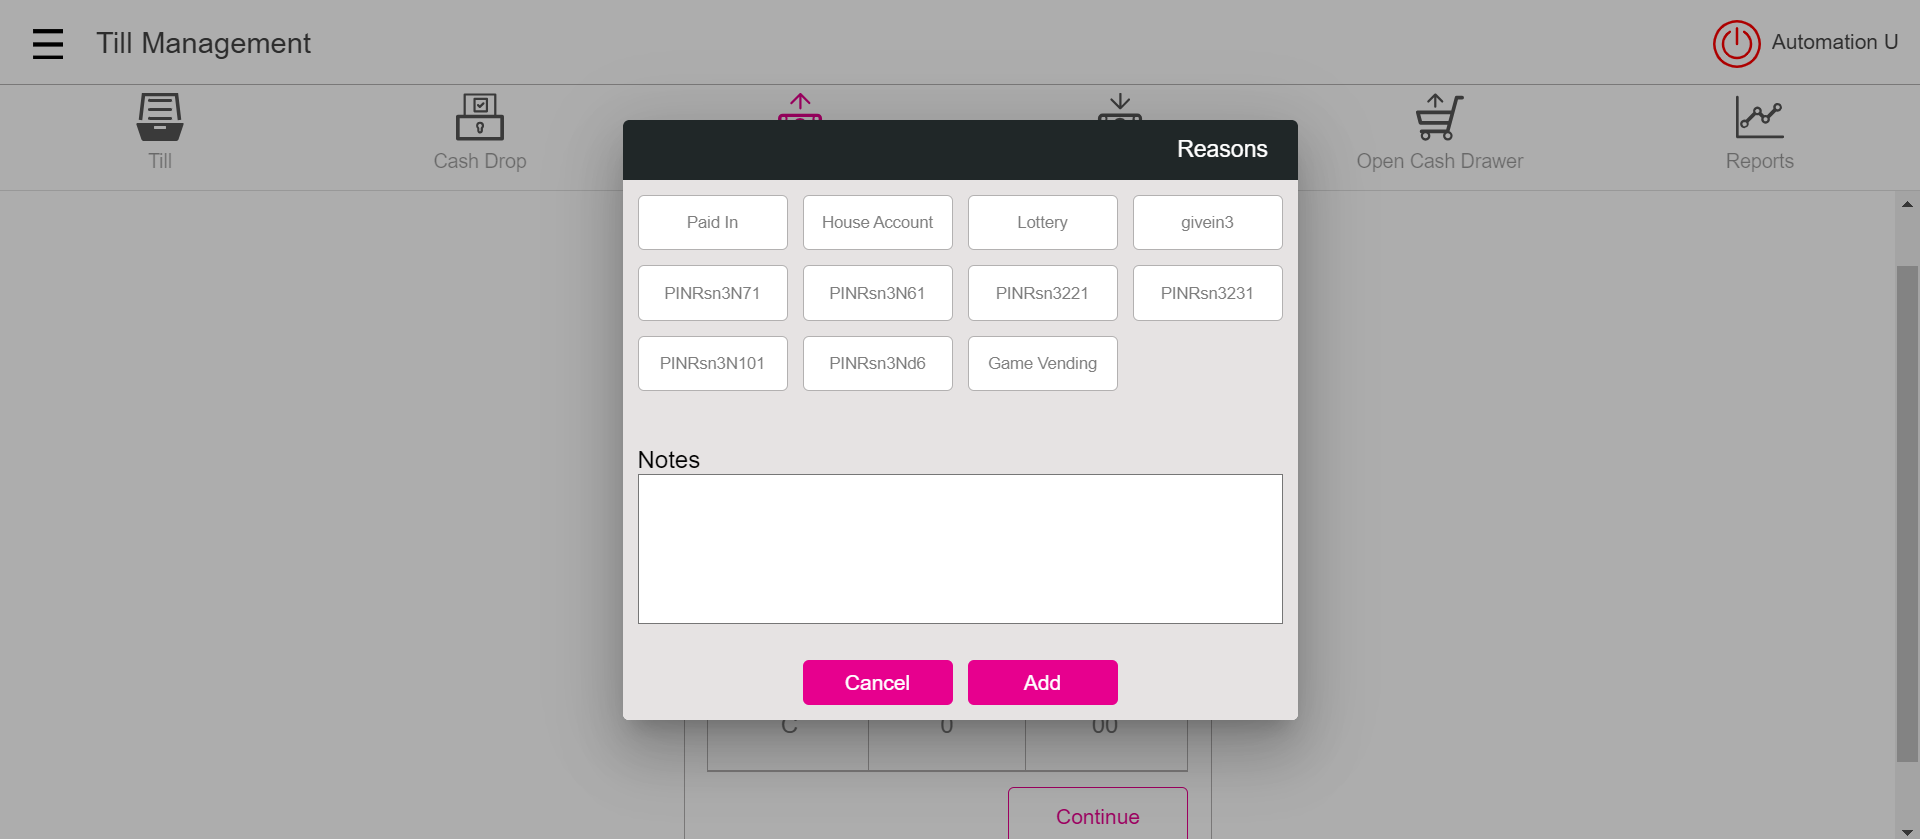 Till Management
Automation U
Till
Cash Drop
Open Cash Drawer
Reports
Reasons
Paid In
House Account
Lottery
givein3
PINRsn3N71
PINRsn3N61
PINRsn3221
PINRsn3231
PINRsn3N101
PINRsn3Nd6
Game Vending
Notes
Cancel
Add
C
0
00
Continue